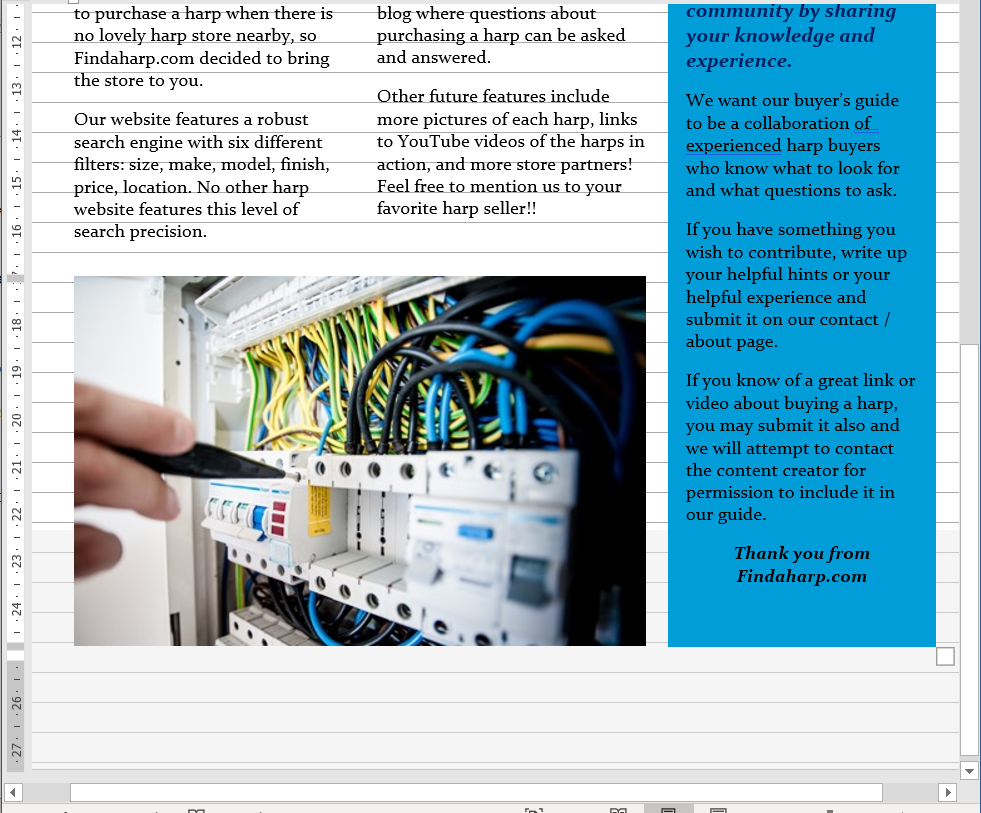 to purchase a harp when there is
no lovely harp store nearby, so
Findaharp.com decided to bring
the store to you.
Our website features a robust
search engine with six different
filters: size, make, model, finish,
price, location. No other harp
website features this level of
search precision.
blog where questions about
purchasing a harp can be asked
and answered.
Other future features include
more pictures of each harp, links
to YouTube videos of the harps in
action, and more store partners!
Feel free to mention us to your
favorite harp seller!!
community by sharing
your knowledge and
experience.
We want our buyer’s guide
to be a collaboration of
experienced harp buyers
who know what to look for
and what questions to ask.
If you have something you
wish to contribute, write up
your helpful hints or your
helpful experience and
submit it on our contact /
about page.
If you know of a great link or
video about buying a harp,
you may submit it also and
we will attempt to contact
the content creator for
permission to include it in
our guide.
Thank you from
Findaharp.com
12
13
14
15
16
18
19
20
21
22
23
24
26
27